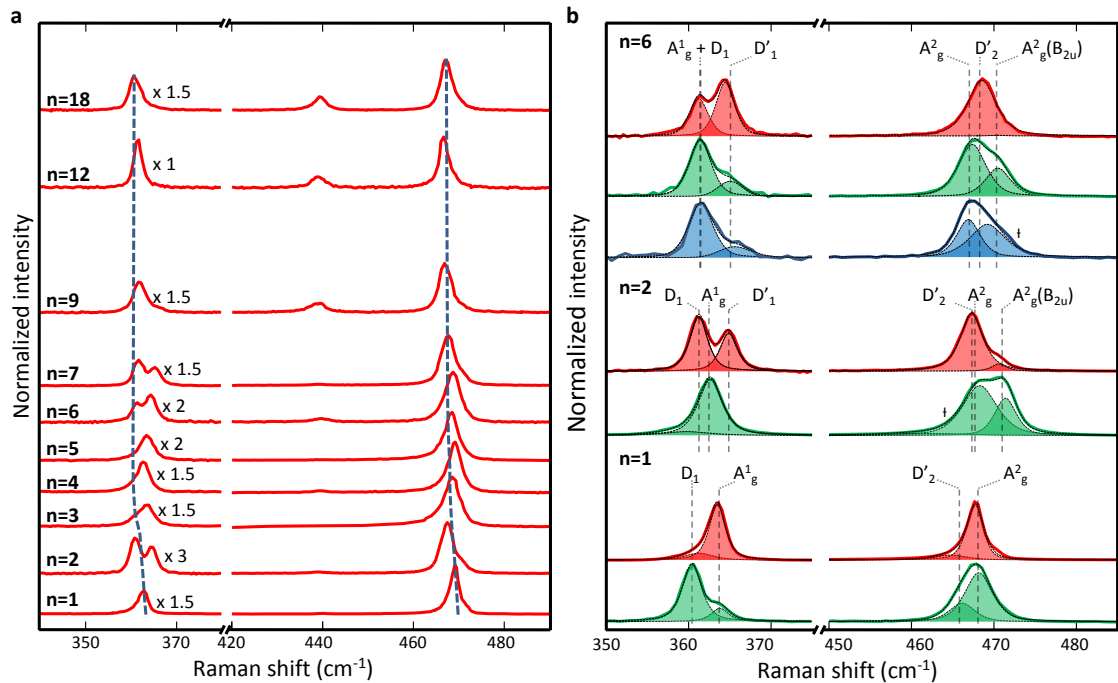 a
Normalized intensity
n=18
x 1.5
n=12
x 1
n=9
x 1.5
n=7
x 1.5
n=6
x 2
n=5
x 2
n=4
x 1.5
n=3
x 1.5
n=2
x 3
n=1
x 1.5
350 370 420 440 460 480
Raman shift (cm⁻¹)
b
Normalized intensity
n=6
A¹g + D₁ D'₁ A²g D'₂ A²g(B₂ᵤ)
ƚ
n=2
D₁ A¹g D'₁ D'₂ A²g A²g(B₂ᵤ)
ƚ
n=1
D₁ A¹g D'₂ A²g
350 360 370 450 460 470 480
Raman shift (cm⁻¹)